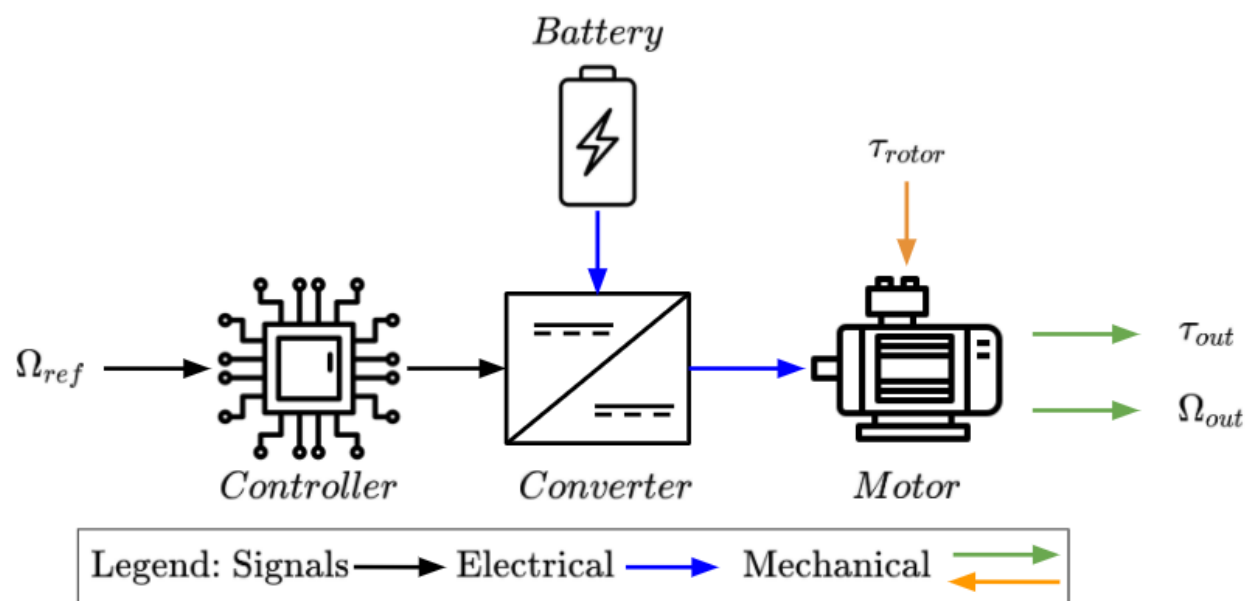 Battery
τ_rotor
Ω_ref
τ_out
Ω_out
Controller
Converter
Motor
Legend: Signals Electrical Mechanical